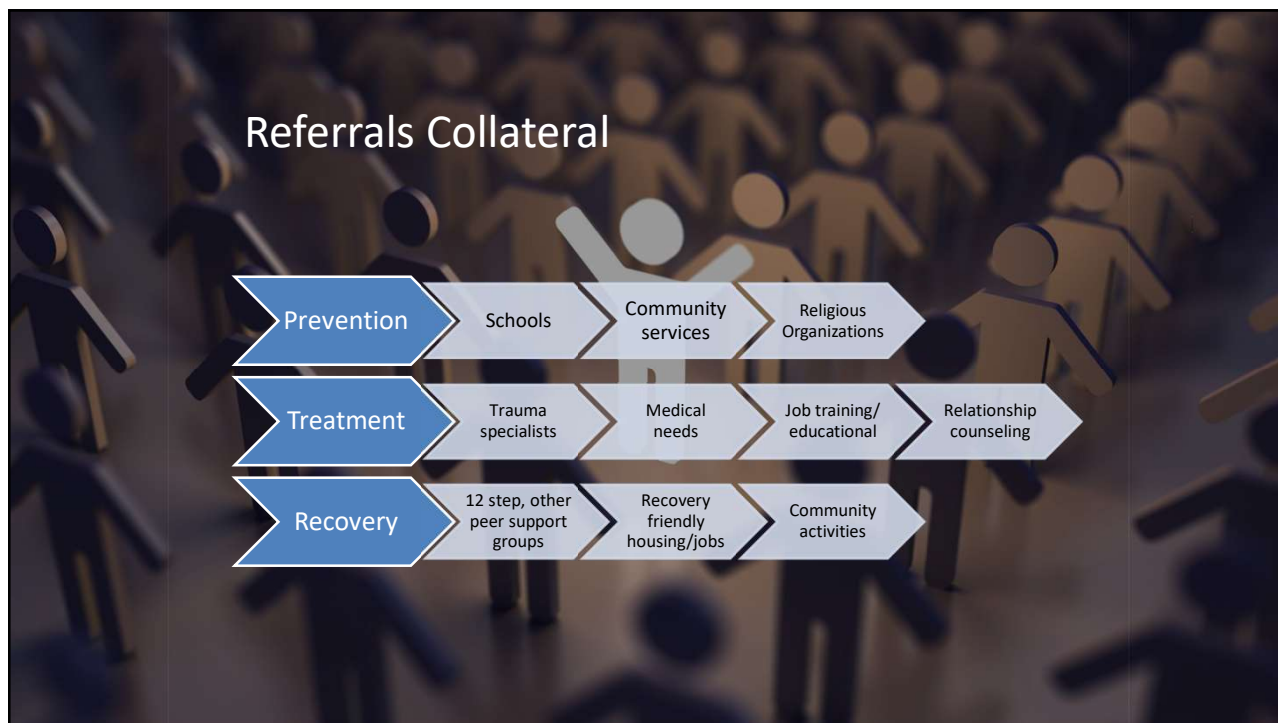 Referrals Collateral
Prevention
Schools
Community
services
Religious
Organizations
Treatment
Trauma
specialists
Medical
needs
Job training/
educational
Relationship
counseling
Recovery
12 step, other
peer support
groups
Recovery
friendly
housing/jobs
Community
activities